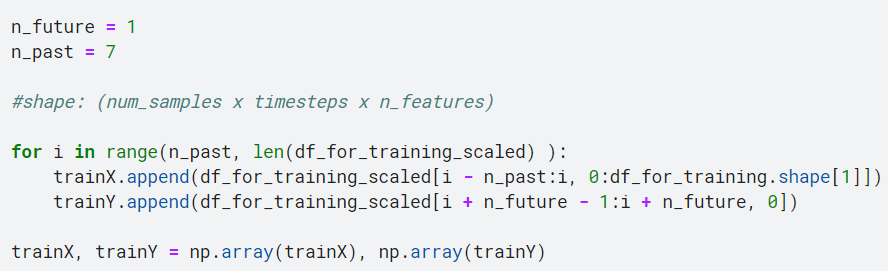 n_future = 1
n_past = 7
#shape: (num_samples x timesteps x n_features)
for i in range(n_past, len(df_for_training_scaled) ):
    trainX.append(df_for_training_scaled[i - n_past:i, 0:df_for_training.shape[1]])
    trainY.append(df_for_training_scaled[i + n_future - 1:i + n_future, 0])
trainX, trainY = np.array(trainX), np.array(trainY)